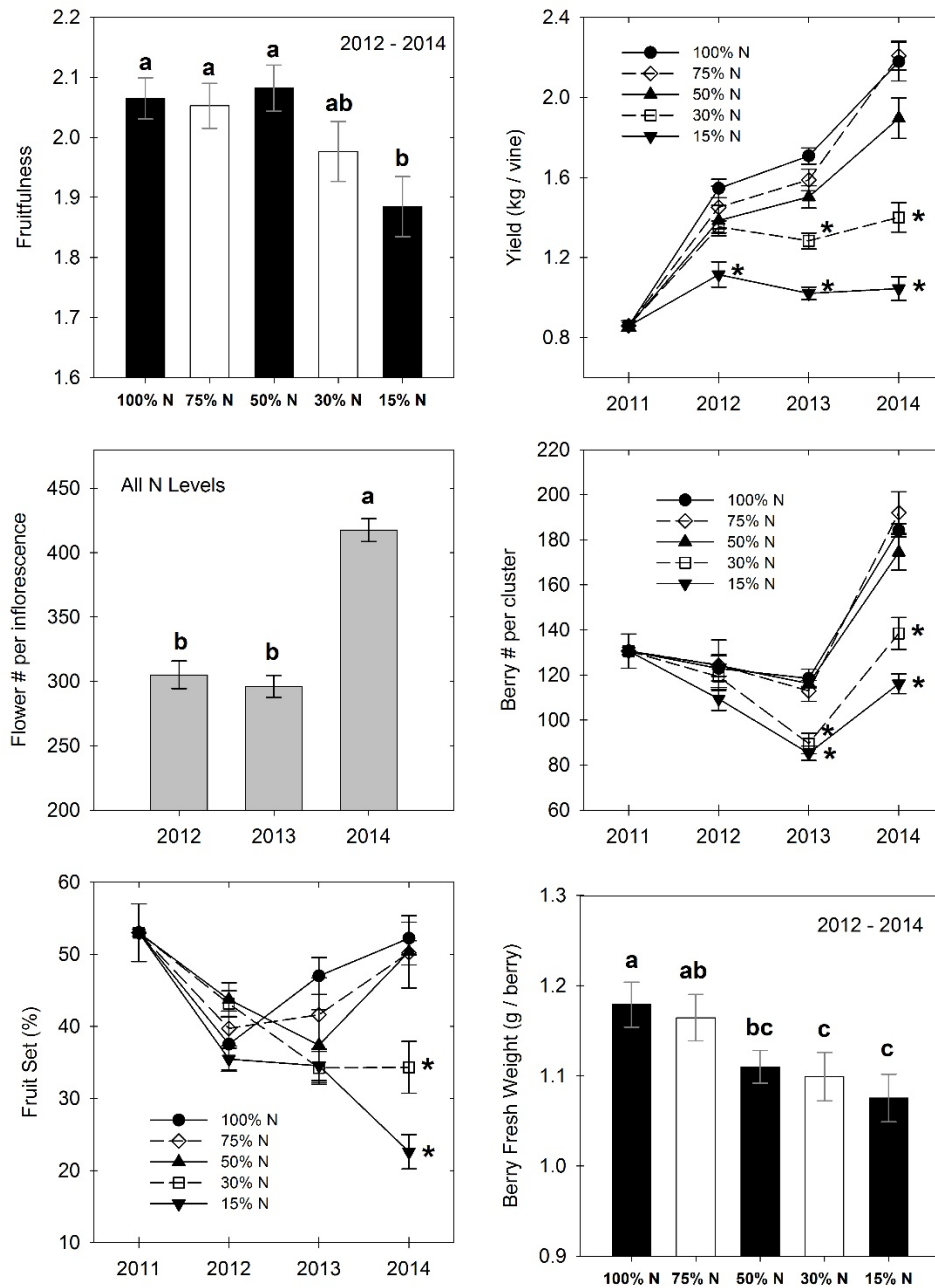 2.2
2.1
2.0
1.9
1.8
1.7
1.6
Fruitfulness
2012 - 2014
a
a
a
ab
b
100% N 75% N 50% N 30% N 15% N
2.4
2.0
1.6
1.2
0.8
Yield (kg / vine)
100% N
75% N
50% N
30% N
15% N
*
*
*
*
*
2011 2012 2013 2014
450
400
350
300
250
200
Flower # per inflorescence
All N Levels
b
b
a
2012 2013 2014
220
200
180
160
140
120
100
80
60
Berry # per cluster
100% N
75% N
50% N
30% N
15% N
*
*
*
*
2011 2012 2013 2014
60
50
40
30
20
10
Fruit Set (%)
100% N
75% N
50% N
30% N
15% N
*
*
2011 2012 2013 2014
1.3
1.2
1.1
1.0
0.9
Berry Fresh Weight (g / berry)
2012 - 2014
a
ab
bc
c
c
100% N 75% N 50% N 30% N 15% N